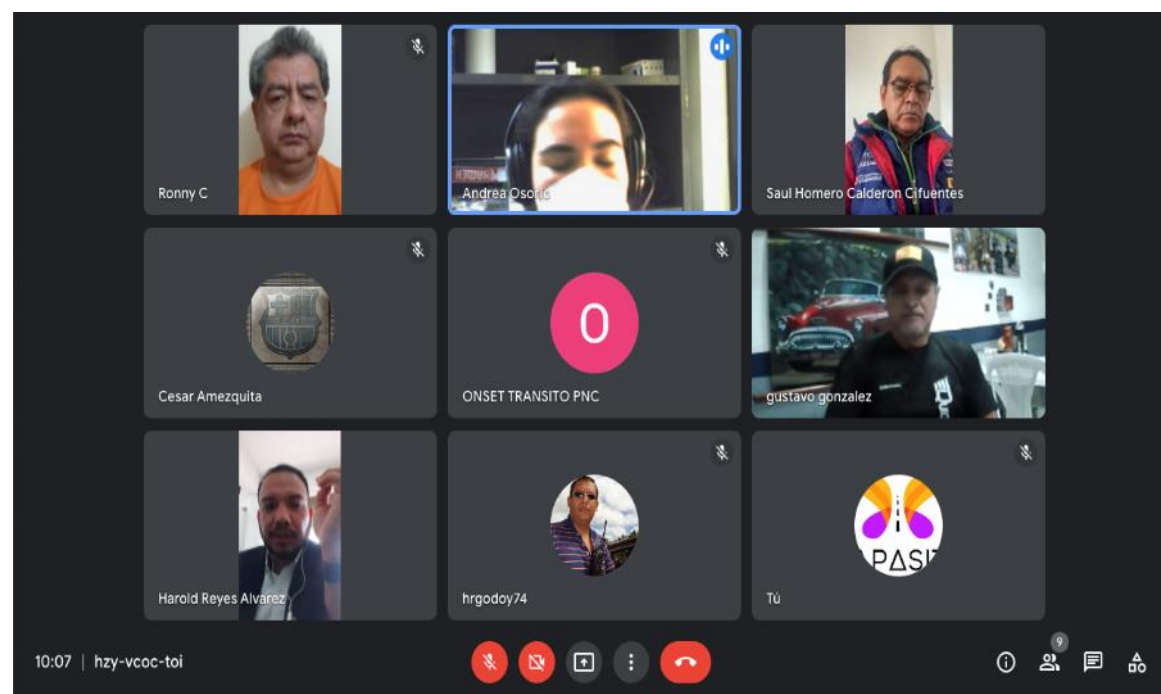 Ronny C
Andrea Osorio
Saul Homero Calderon Cifuentes
Cesar Amezquita
O
ONSET TRANSITO PNC
gustavo gonzalez
Harold Reyes Alvarez
hrgodoy74
PASI
Tú
10:07 | hzy-vcoc-toi
9